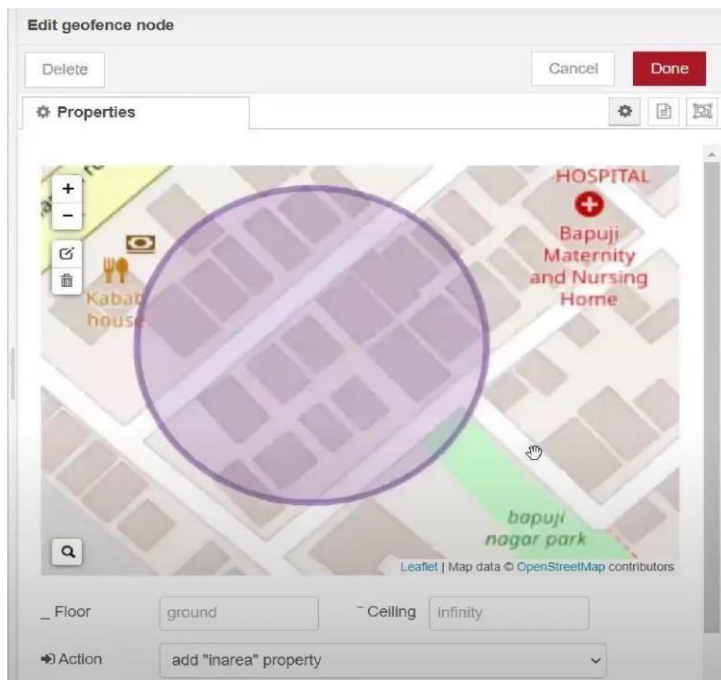 Edit geofence node
Delete
Cancel
Done
Properties
+
−
HOSPITAL
Bapuji
Maternity
and Nursing
Home
Kabab
house
bapuji
nagar park
Leaflet | Map data © OpenStreetMap contributors
Floor
ground
Ceiling
infinity
Action
add "inarea" property